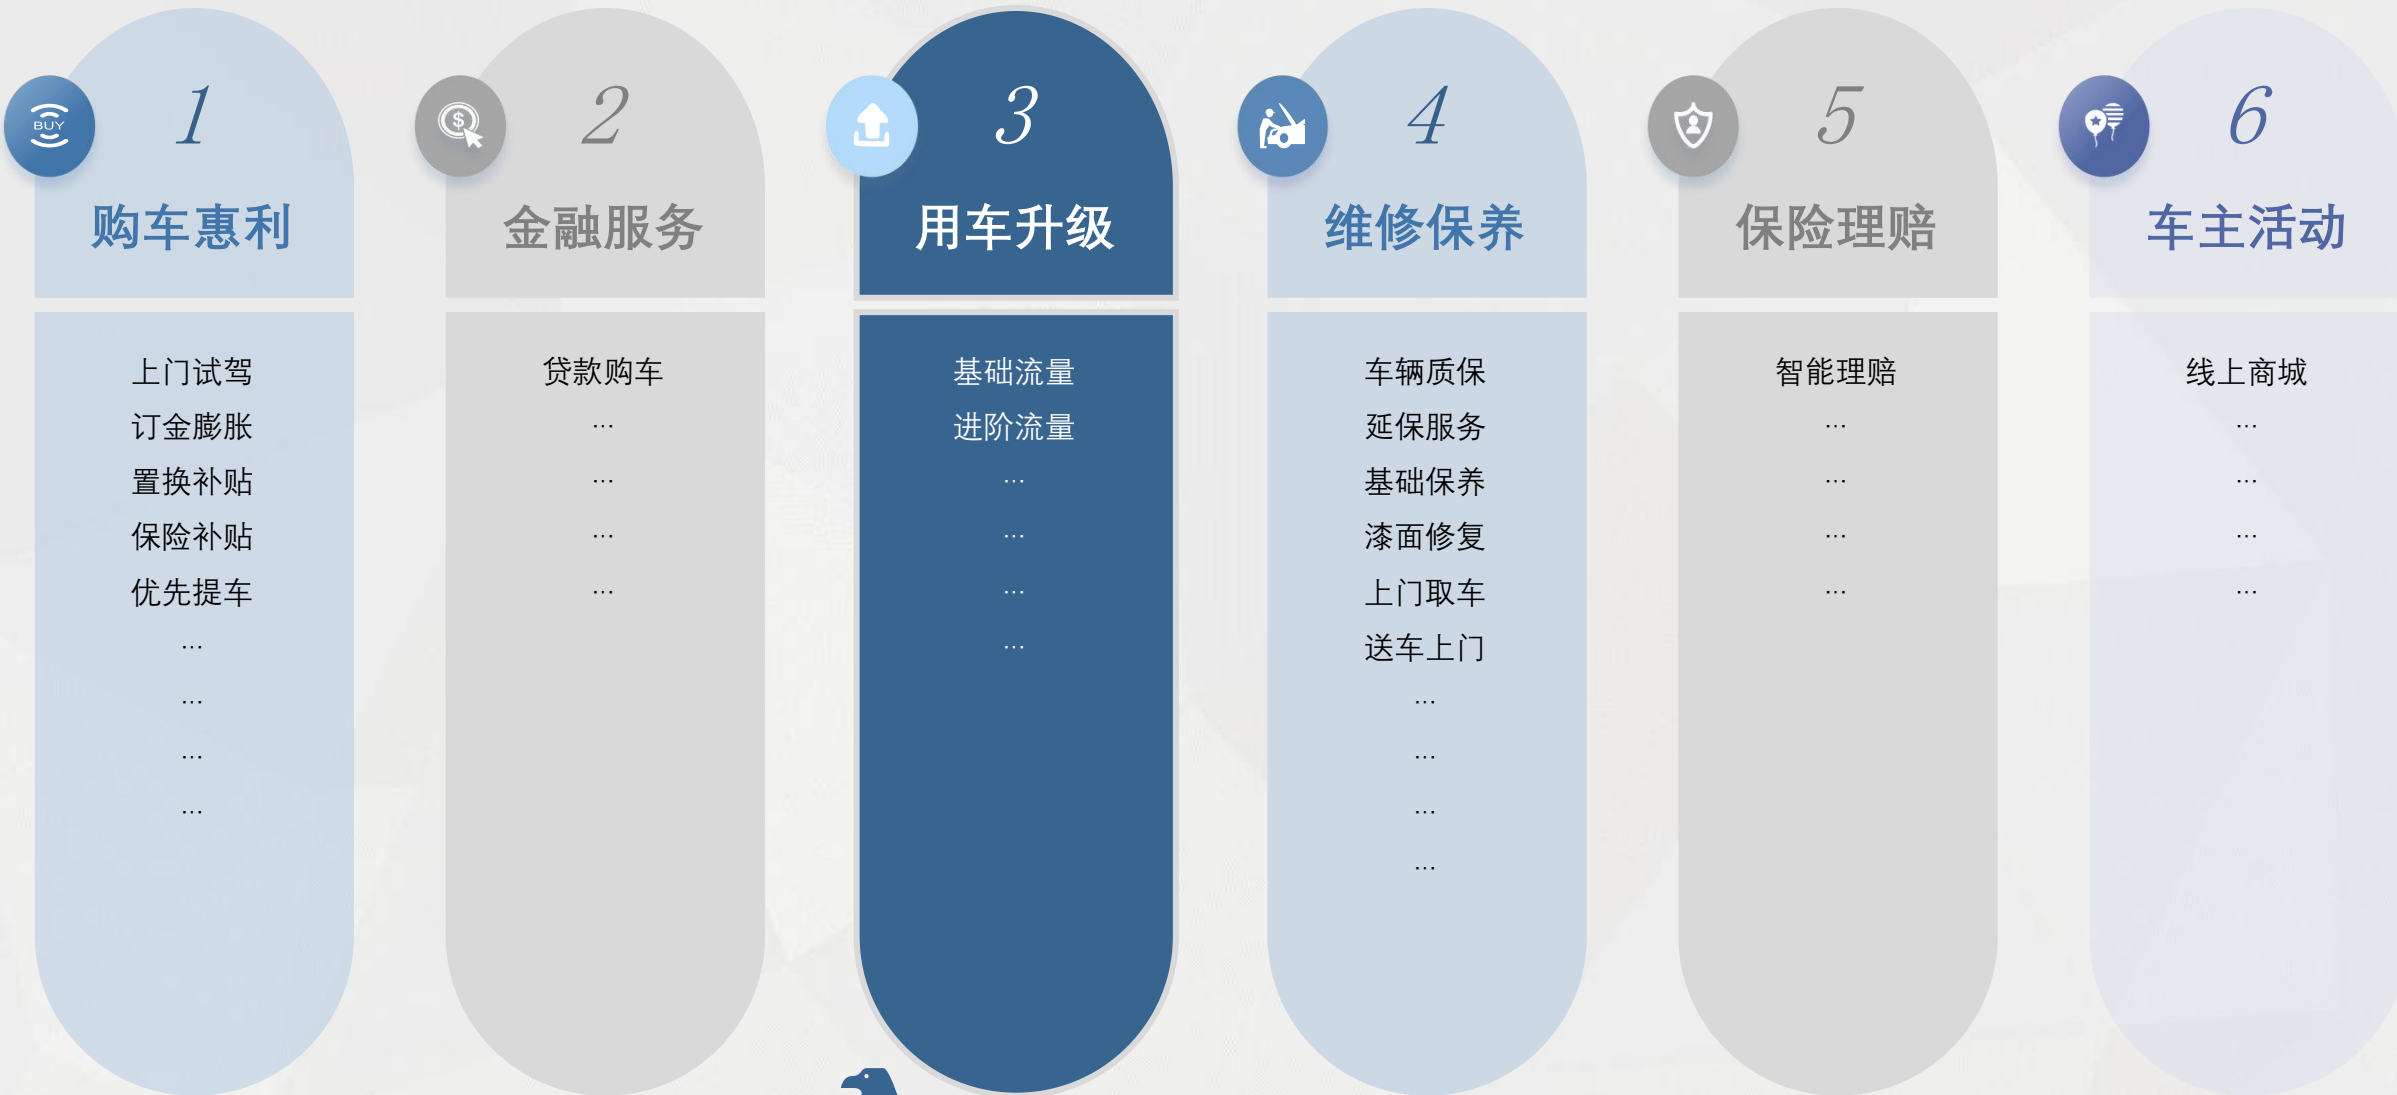 BUY
1
购车惠利
上门试驾
订金膨胀
置换补贴
保险补贴
优先提车
…
…
…
…
$
2
金融服务
贷款购车
…
…
…
…
3
用车升级
基础流量
进阶流量
…
…
…
…
4
维修保养
车辆质保
延保服务
基础保养
漆面修复
上门取车
送车上门
…
…
…
…
5
保险理赔
智能理赔
…
…
…
…
6
车主活动
线上商城
…
…
…
…